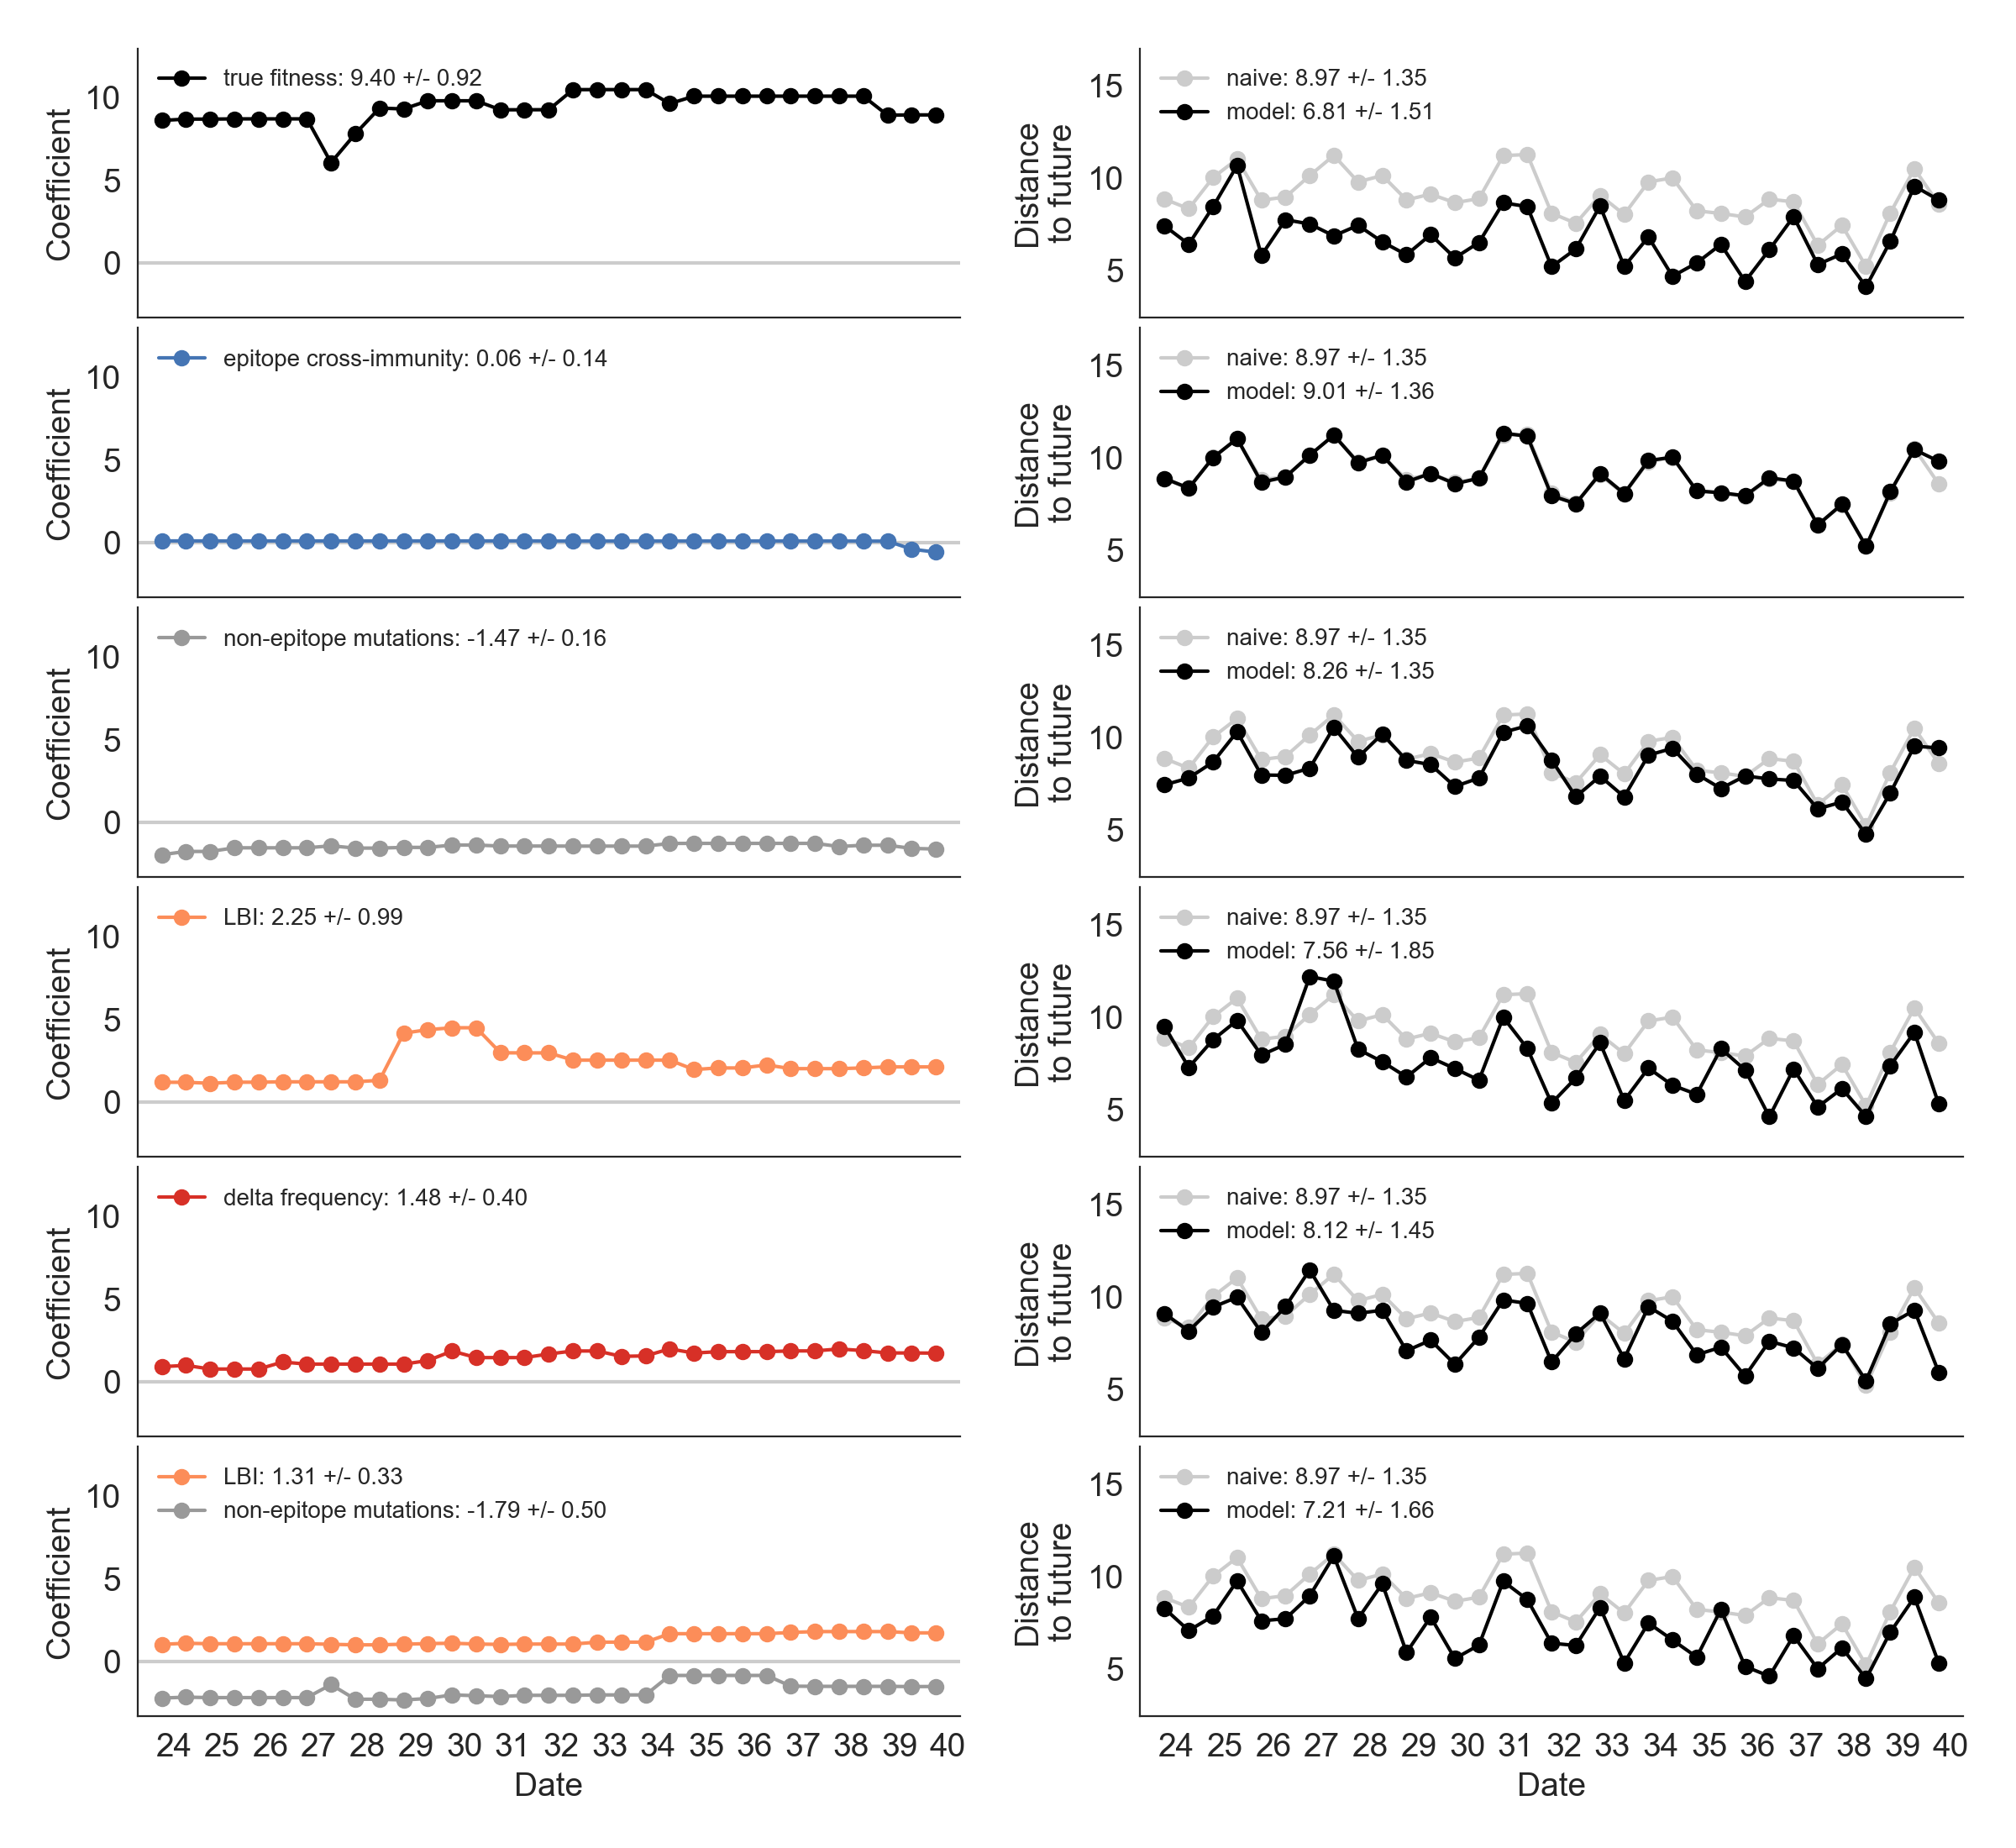 true fitness: 9.40 +/- 0.92
10
5
0
Coefficient
naive: 8.97 +/- 1.35
model: 6.81 +/- 1.51
15
10
5
Distance
to future
epitope cross-immunity: 0.06 +/- 0.14
10
5
0
Coefficient
naive: 8.97 +/- 1.35
model: 9.01 +/- 1.36
15
10
5
Distance
to future
non-epitope mutations: -1.47 +/- 0.16
10
5
0
Coefficient
naive: 8.97 +/- 1.35
model: 8.26 +/- 1.35
15
10
5
Distance
to future
LBI: 2.25 +/- 0.99
10
5
0
Coefficient
naive: 8.97 +/- 1.35
model: 7.56 +/- 1.85
15
10
5
Distance
to future
delta frequency: 1.48 +/- 0.40
10
5
0
Coefficient
naive: 8.97 +/- 1.35
model: 8.12 +/- 1.45
15
10
5
Distance
to future
LBI: 1.31 +/- 0.33
non-epitope mutations: -1.79 +/- 0.50
10
5
0
Coefficient
naive: 8.97 +/- 1.35
model: 7.21 +/- 1.66
15
10
5
Distance
to future
24 25 26 27 28 29 30 31 32 33 34 35 36 37 38 39 40
Date
24 25 26 27 28 29 30 31 32 33 34 35 36 37 38 39 40
Date